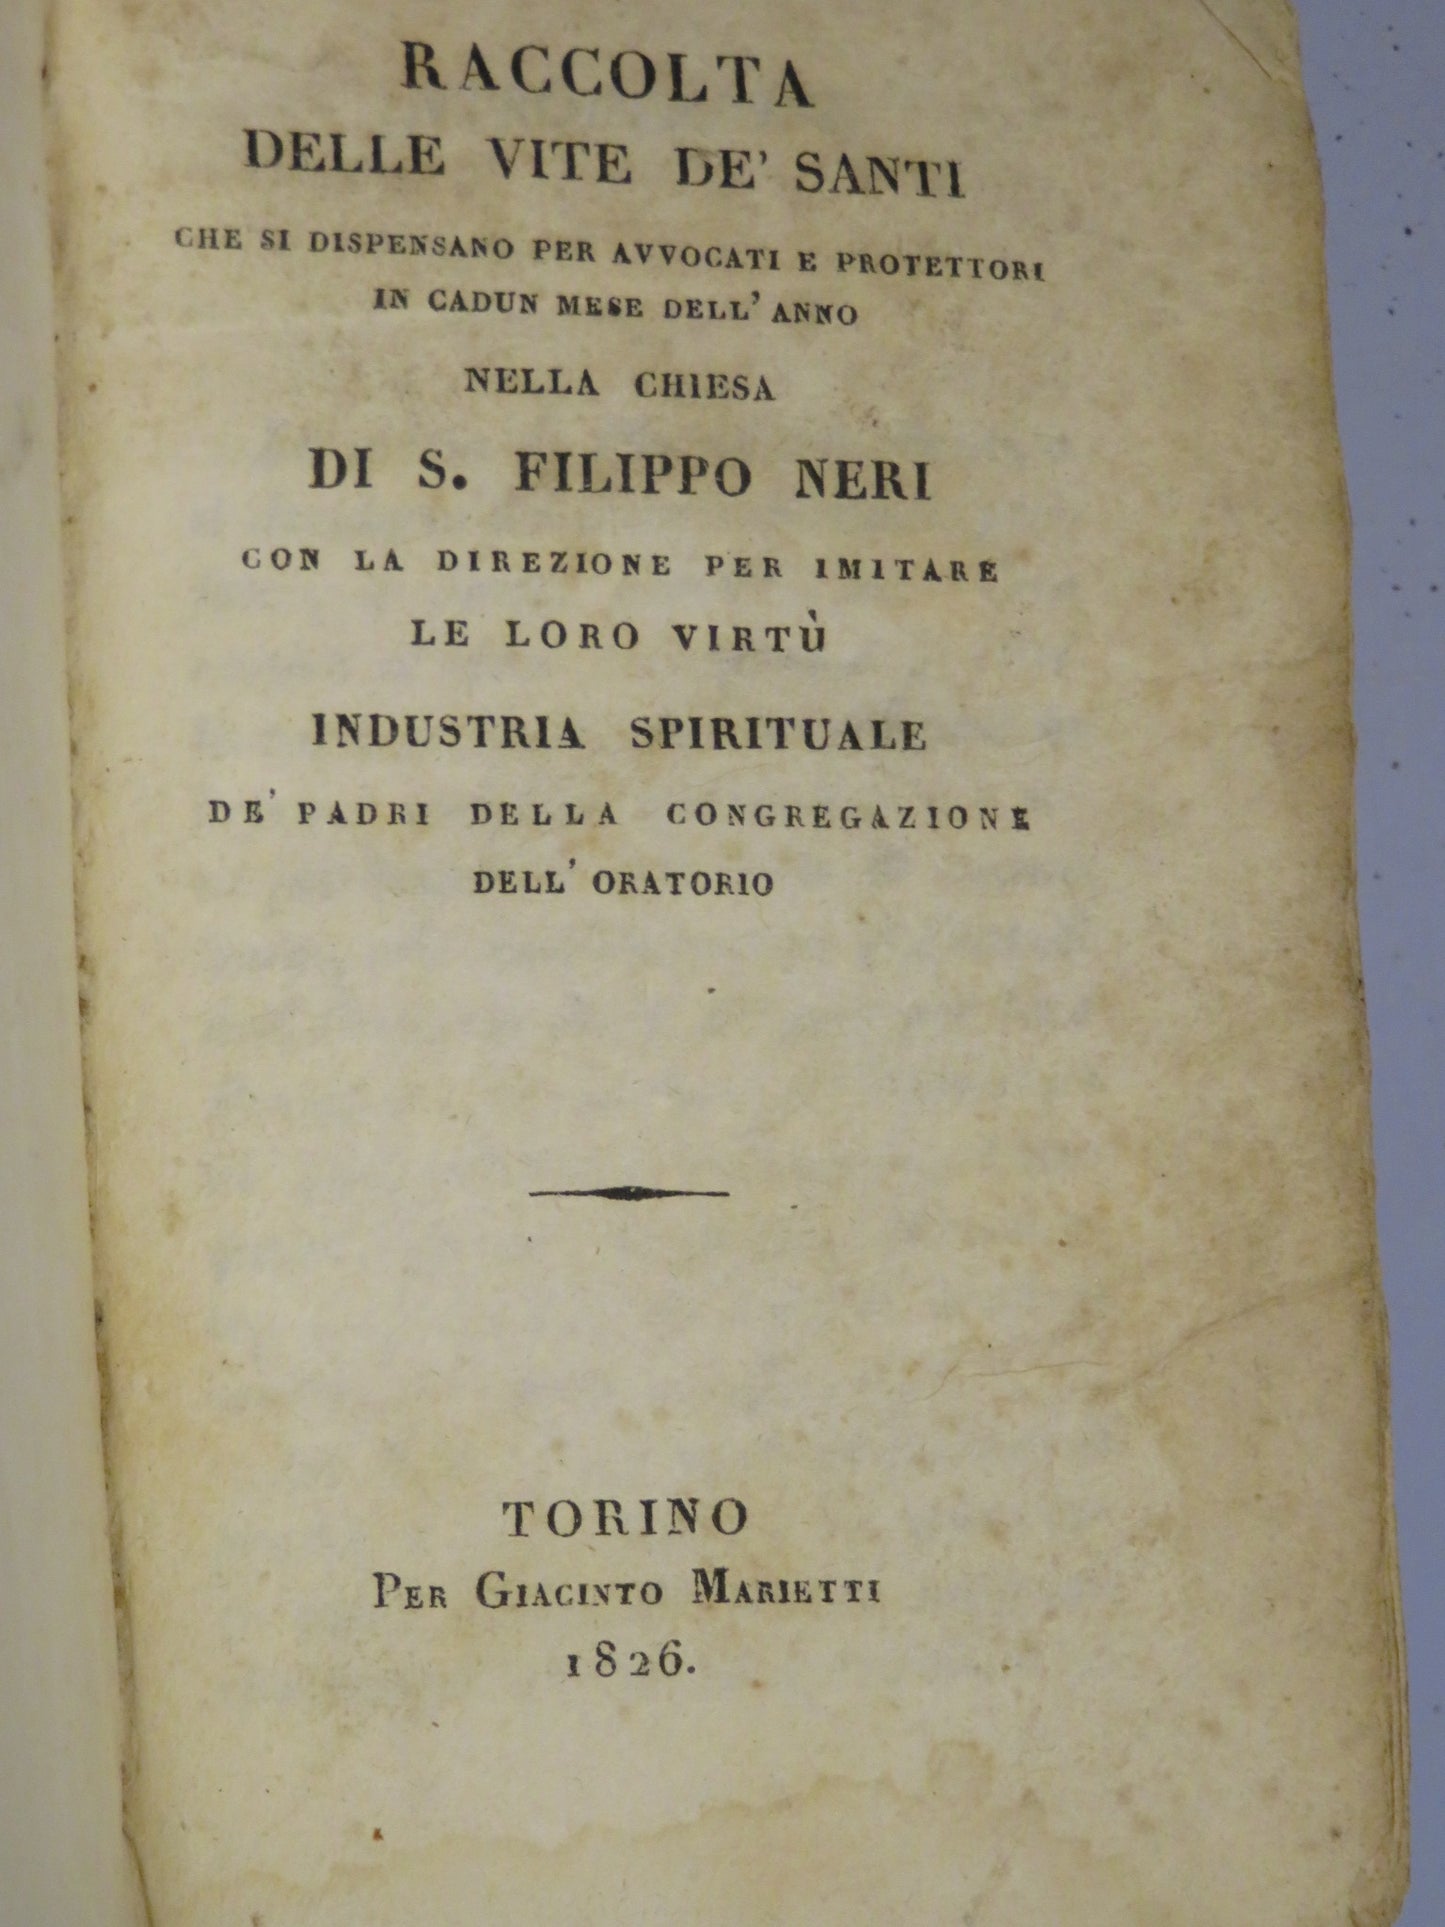 RACCOLTA
DELLE VITE DE' SANTI
CHE SI DISPENSANO PER AVVOCATI E PROTETTORI
IN CADUN MESE DELL' ANNO
NELLA CHIESA
DI S. FILIPPO NERI
CON LA DIREZIONE PER IMITARE
LE LORO VIRTÙ
INDUSTRIA SPIRITUALE
DE' PADRI DELLA CONGREGAZIONE
DELL' ORATORIO
TORINO
PER GIACINTO MARIETTI
1826.